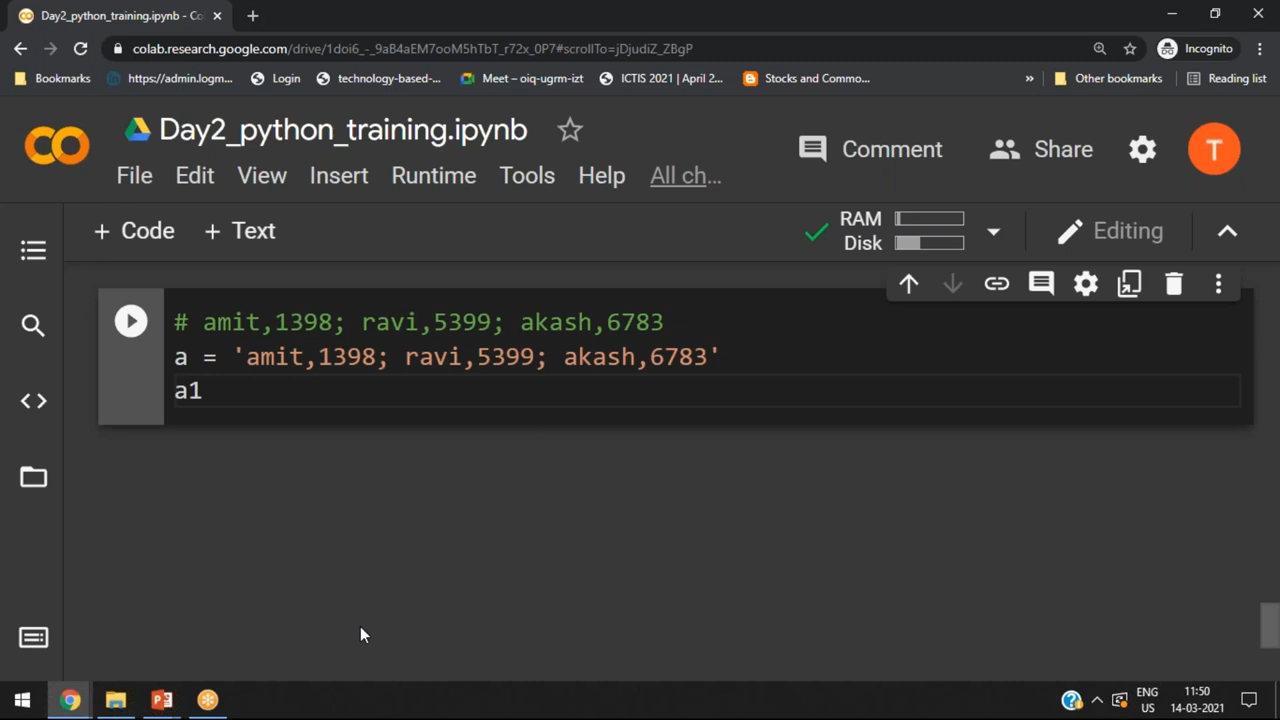 Day2_python_training.ipynb - Co
colab.research.google.com/drive/1doi6_-_9aB4aEM7ooM5hTbT_r72x_0P7#scrollTo=jDjudiZ_ZBgP
Incognito
Bookmarks
https://admin.logm...
Login
technology-based-...
Meet – oiq-ugrm-izt
ICTIS 2021 | April 2...
Stocks and Commo...
»
Other bookmarks
Reading list
Day2_python_training.ipynb
Comment
Share
T
File Edit View Insert Runtime Tools Help All ch...
+ Code + Text
RAM
Disk
Editing
# amit,1398; ravi,5399; akash,6783
a = 'amit,1398; ravi,5399; akash,6783'
a1
ENG
US
11:50
14-03-2021